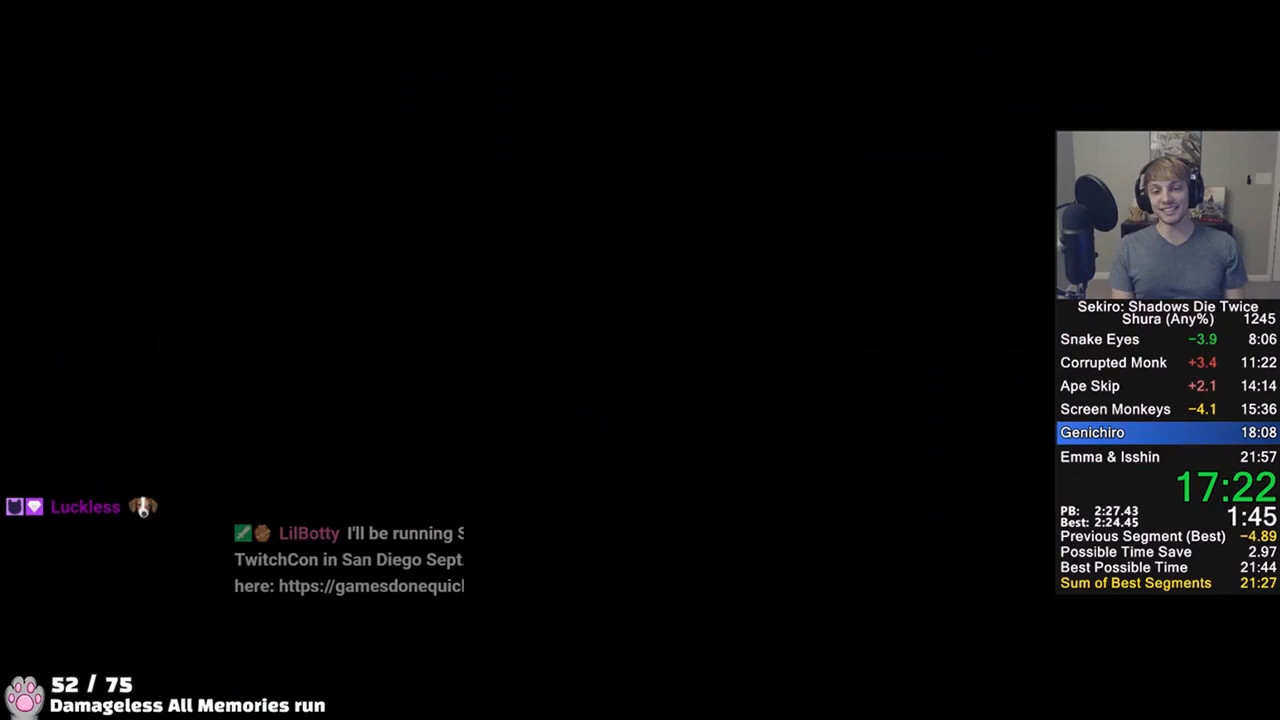 Sekiro: Shadows Die Twice
Shura (Any%) 1245
Snake Eyes −3.9 8:06
Corrupted Monk +3.4 11:22
Ape Skip +2.1 14:14
Screen Monkeys −4.1 15:36
Genichiro 18:08
Emma & Isshin 21:57
17:22
PB: 2:27.43
Best: 2:24.45
1:45
Previous Segment (Best) −4.89
Possible Time Save 2.97
Best Possible Time 21:44
Sum of Best Segments 21:27
Luckless
LilBotty I'll be running S
TwitchCon in San Diego Sept.
here: https://gamesdonequick
52 / 75
Damageless All Memories run